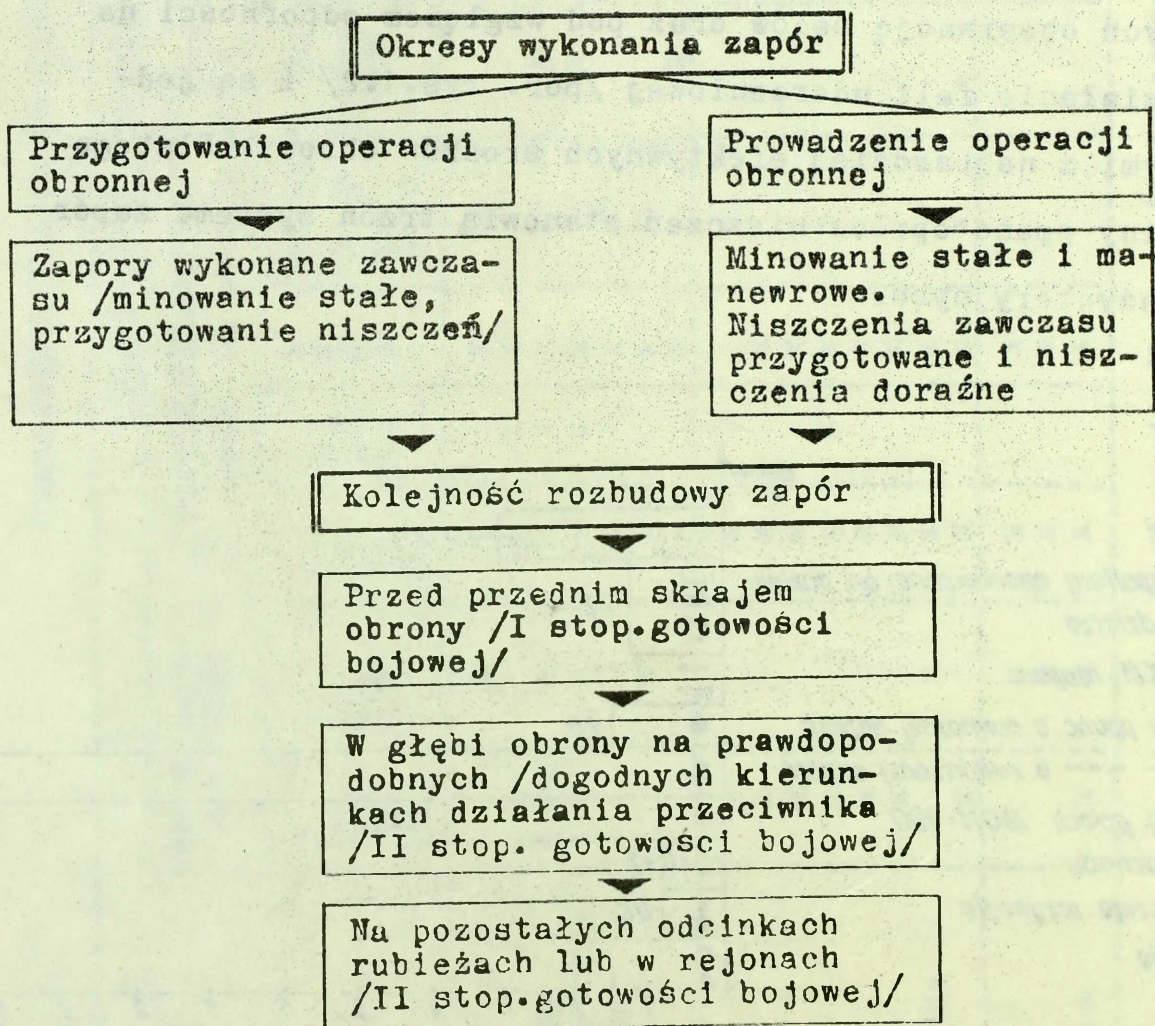 Okresy wykonania zapór
Przygotowanie operacji
obronnej
Prowadzenie operacji
obronnej
Zapory wykonane zawcza-
su /minowanie stałe,
przygotowanie niszczeń/
Minowanie stałe i ma-
newrowe.
Niszczenia zawczasu
przygotowane i nisz-
czenia doraźne
Kolejność rozbudowy zapór
Przed przednim skrajem
obrony /I stop.gotowości
bojowej/
W głębi obrony na prawdopo-
dobnych /dogodnych kierun-
kach działania przeciwnika
/II stop. gotowości bojowej/
Na pozostałych odcinkach
rubieżach lub w rejonach
/II stop.gotowości bojowej/